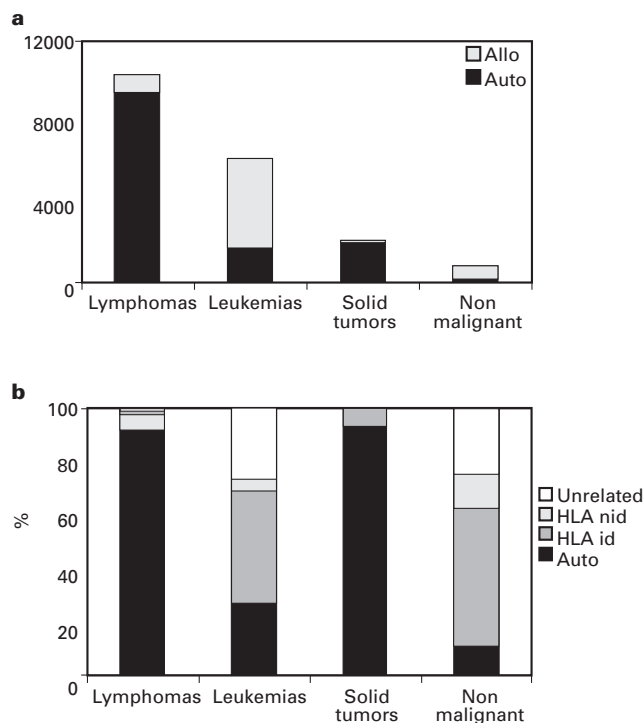 a
12000
8000
4000
0
Allo
Auto
Lymphomas
Leukemias
Solid
tumors
Non
malignant
b
100
80
60
40
20
0
%
Unrelated
HLA nid
HLA id
Auto
Lymphomas
Leukemias
Solid
tumors
Non
malignant